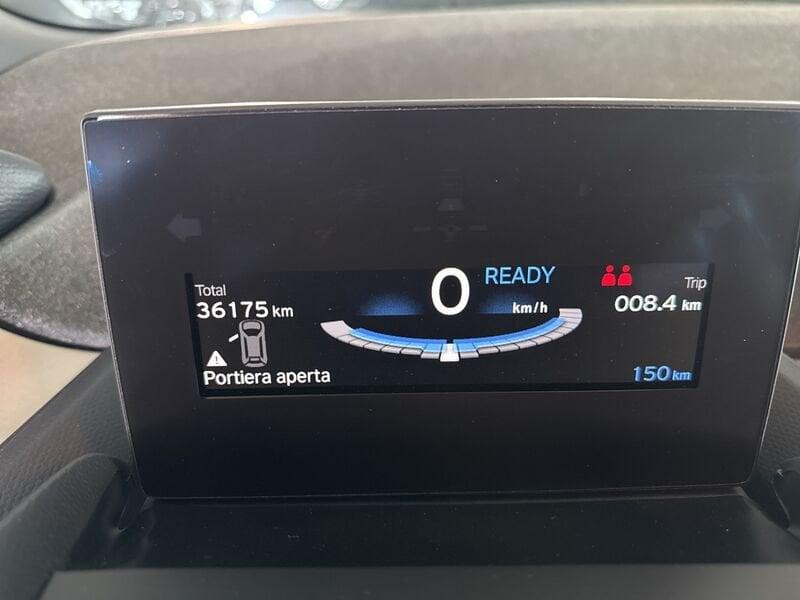 Total
36175 km
0
READY
km/h
Trip
008.4 km
Portiera aperta
150 km